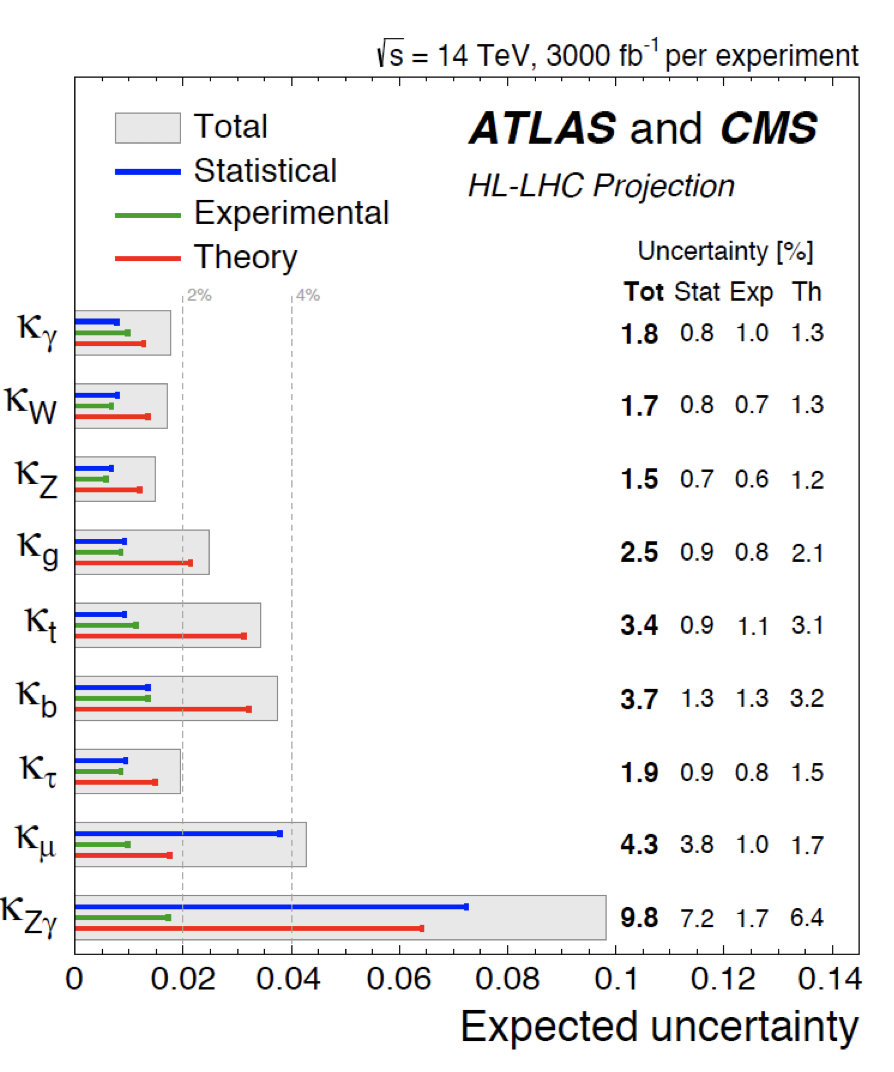 √s = 14 TeV, 3000 fb⁻¹ per experiment
Total
Statistical
Experimental
Theory
ATLAS and CMS
HL-LHC Projection
Uncertainty [%]
Tot Stat Exp Th
2% 4%
κγ 1.8 0.8 1.0 1.3
κW 1.7 0.8 0.7 1.3
κZ 1.5 0.7 0.6 1.2
κg 2.5 0.9 0.8 2.1
κt 3.4 0.9 1.1 3.1
κb 3.7 1.3 1.3 3.2
κτ 1.9 0.9 0.8 1.5
κμ 4.3 3.8 1.0 1.7
κZγ 9.8 7.2 1.7 6.4
0 0.02 0.04 0.06 0.08 0.1 0.12 0.14
Expected uncertainty